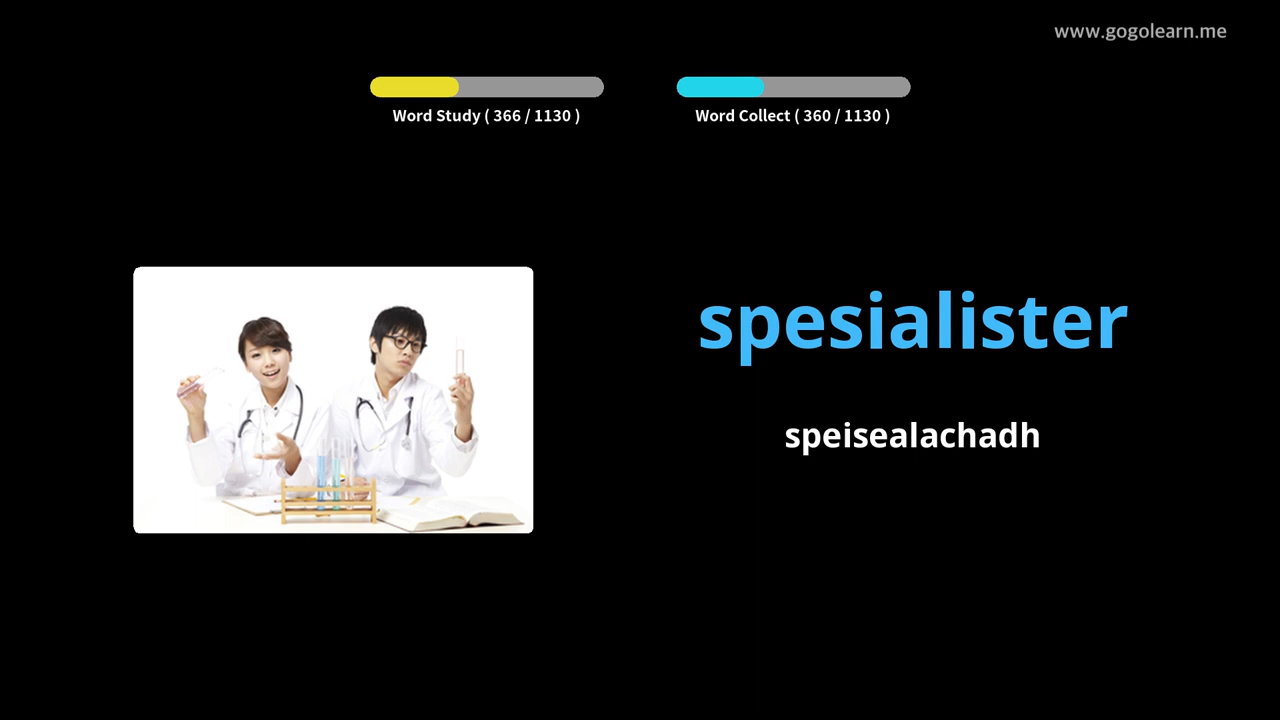 www.gogolearn.me
Word Study ( 366 / 1130 )
Word Collect ( 360 / 1130 )
spesialister
speisealachadh